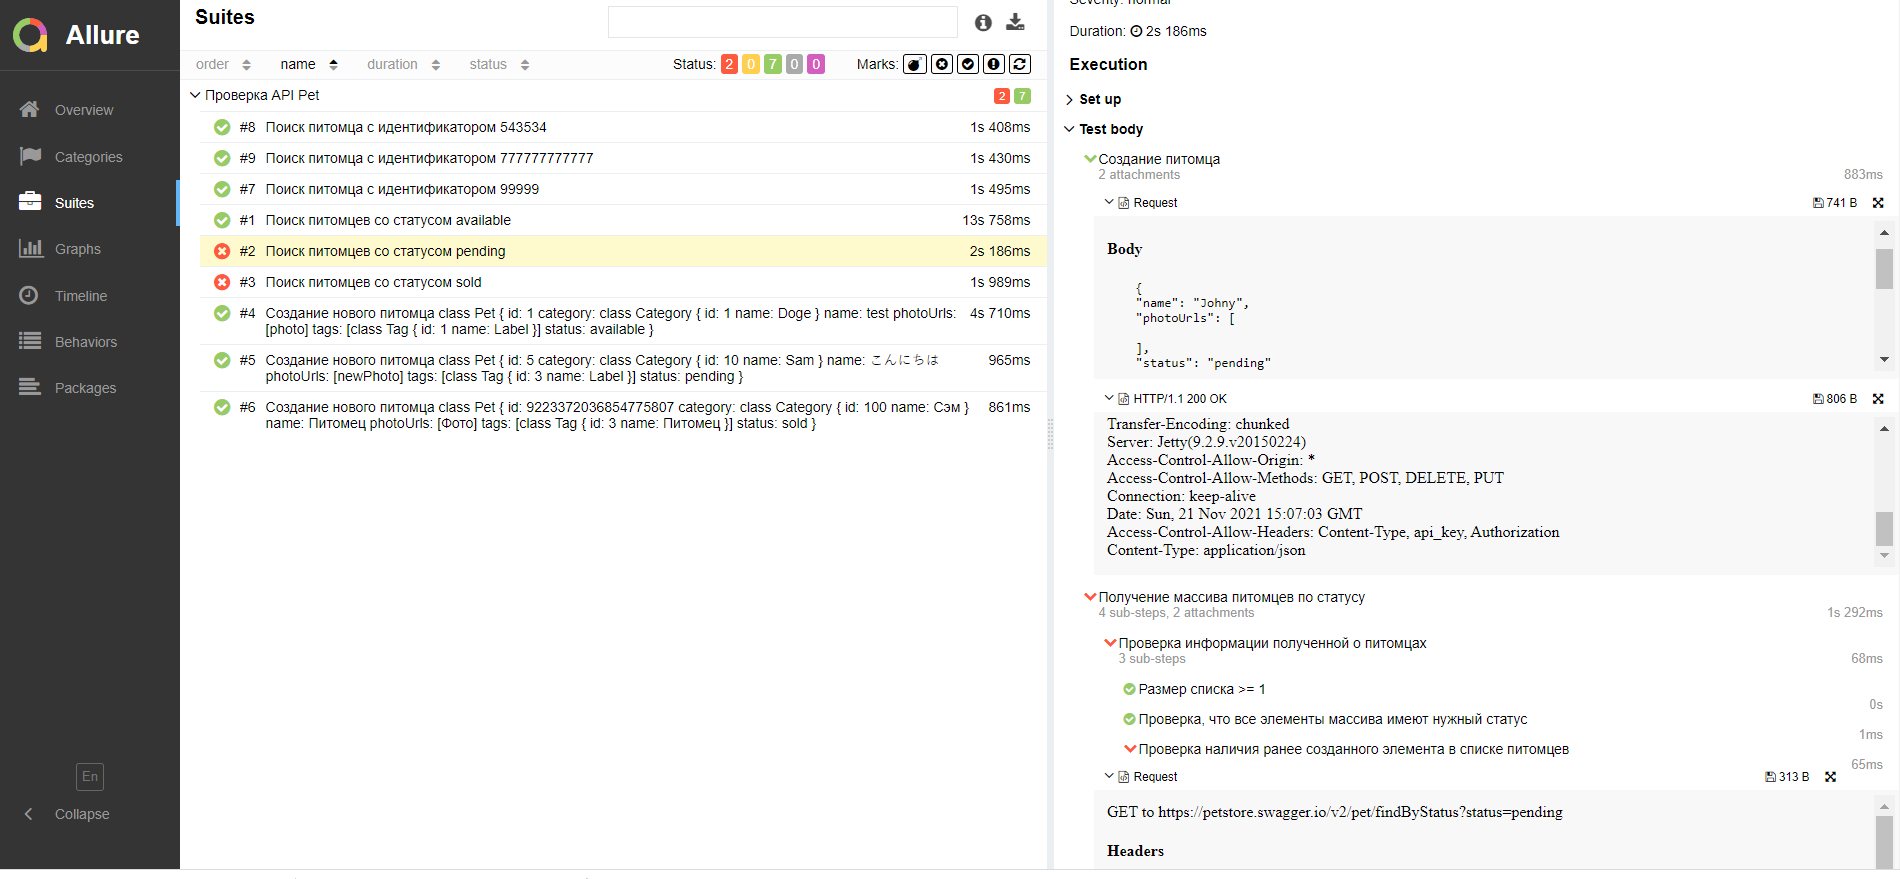 Allure
Overview
Categories
Suites
Graphs
Timeline
Behaviors
Packages
En
Collapse
Suites
order name duration status
Status: 2 0 7 0 0 Marks:
Проверка API Pet 2 7
#8 Поиск питомца с идентификатором 543534 1s 408ms
#9 Поиск питомца с идентификатором 777777777777 1s 430ms
#7 Поиск питомца с идентификатором 99999 1s 495ms
#1 Поиск питомцев со статусом available 13s 758ms
#2 Поиск питомцев со статусом pending 2s 186ms
#3 Поиск питомцев со статусом sold 1s 989ms
#4 Создание нового питомца class Pet { id: 1 category: class Category { id: 1 name: Doge } name: test photoUrls: 4s 710ms
[photo] tags: [class Tag { id: 1 name: Label }] status: available }
#5 Создание нового питомца class Pet { id: 5 category: class Category { id: 10 name: Sam } name: こんにちは 965ms
photoUrls: [newPhoto] tags: [class Tag { id: 3 name: Label }] status: pending }
#6 Создание нового питомца class Pet { id: 9223372036854775807 category: class Category { id: 100 name: Сэм } 861ms
name: Питомец photoUrls: [Фото] tags: [class Tag { id: 3 name: Питомец }] status: sold }
Severity: normal
Duration: 2s 186ms
Execution
Set up
Test body
Создание питомца
2 attachments 883ms
Request 741 B
Body
{
"name": "Johny",
"photoUrls": [
],
"status": "pending"
HTTP/1.1 200 OK 806 B
Transfer-Encoding: chunked
Server: Jetty(9.2.9.v20150224)
Access-Control-Allow-Origin: *
Access-Control-Allow-Methods: GET, POST, DELETE, PUT
Connection: keep-alive
Date: Sun, 21 Nov 2021 15:07:03 GMT
Access-Control-Allow-Headers: Content-Type, api_key, Authorization
Content-Type: application/json
Получение массива питомцев по статусу
4 sub-steps, 2 attachments 1s 292ms
Проверка информации полученной о питомцах
3 sub-steps 68ms
Размер списка >= 1
0s
Проверка, что все элементы массива имеют нужный статус
1ms
Проверка наличия ранее созданного элемента в списке питомцев
65ms
Request 313 B
GET to https://petstore.swagger.io/v2/pet/findByStatus?status=pending
Headers